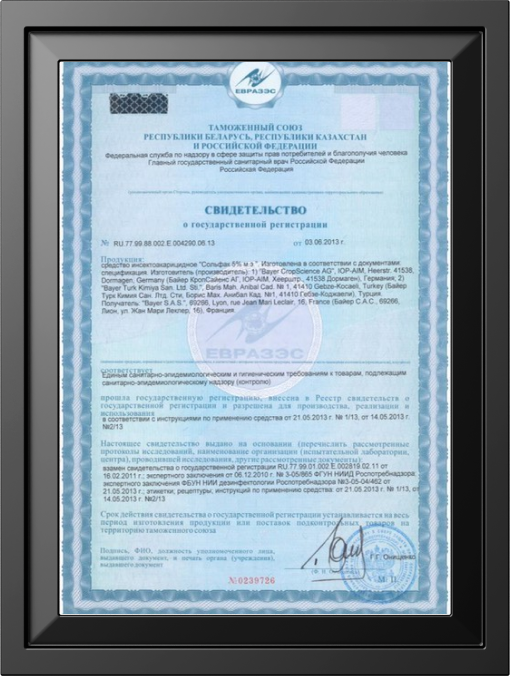 ЕВРАЗЭС
ТАМОЖЕННЫЙ СОЮЗ
РЕСПУБЛИКИ БЕЛАРУСЬ, РЕСПУБЛИКИ КАЗАХСТАН
И РОССИЙСКОЙ ФЕДЕРАЦИИ
Федеральная служба по надзору в сфере защиты прав потребителей и благополучия человека
Главный государственный санитарный врач Российской Федерации
Российская Федерация
СВИДЕТЕЛЬСТВО
о государственной регистрации
№ RU.77.99.88.002.Е.004290.06.13 от 03.06.2013 г.
Продукция:
средство инсектоакарицидное "Сольфак 5% м.э.". Изготовлена в соответствии с документами:
спецификация. Изготовитель (производитель): 1) "Bayer CropScience AG", IOP-AIM, Heerstr. 41538,
Dormagen, Germany (Байер КропСайенс АГ, IOP-AIM, Хеерштр., 41538 Дормаген), Германия; 2)
"Bayer Turk Kimiya San. Ltd. Sti.", Baris Mah. Anibal Cad. № 1, 41410 Gebze-Kocaeli, Turkey (Байер
Турк Кимия Сан. Лтд. Сти, Борис Мах. Анибал Кад. №1, 41410 Гебзе-Коджаели), Турция.
Получатель: "Bayer S.A.S.", 69298, Lyon, rue Jean Mari Leclair, 16, France (Байер С.А.С., 69266,
Лион, ул. Жан Мари Леклер, 16), Франция
ЕВРАЗЭС
соответствует
Единым санитарно-эпидемиологическим и гигиеническим требованиям к товарам, подлежащим
санитарно-эпидемиологическому надзору (контролю)
прошла государственную регистрацию, внесена в Реестр свидетельств о
государственной регистрации и разрешена для производства, реализации и
использования
в соответствии с инструкциями по применению средства от 21.05.2013 г. № 1/13, от 14.05.2013 г.
№2/13
Настоящее свидетельство выдано на основании (перечислить рассмотренные
протоколы исследований, наименование организации (испытательной лаборатории,
центра), проводившей исследования, другие рассмотренные документы):
взамен свидетельства о государственной регистрации RU.77.99.01.002.Е.002819.02.11 от
16.02.2011 г.; экспертного заключения от 06.12.2010 г. № 3-05/865 ФГУН НИИД Роспотребнадзора
экспертного заключения ФБУН НИИ дезинфектологии Роспотребнадзора №3-05-04/462 от
21.05.2013 г.; этикетки; рецептуры; инструкций по применению средства от 21.05.2013 г. № 1/13, от
14.05.2013 г. №2/13
Срок действия свидетельства о государственной регистрации устанавливается на весь
период изготовления продукции или поставок подконтрольных товаров на
территорию таможенного союза
Подпись, ФИО, должность уполномоченного лица,
выдавшего документ, и печать органа (учреждения),
выдавшего документ
Г.Г. Онищенко
М. П.
№0239726